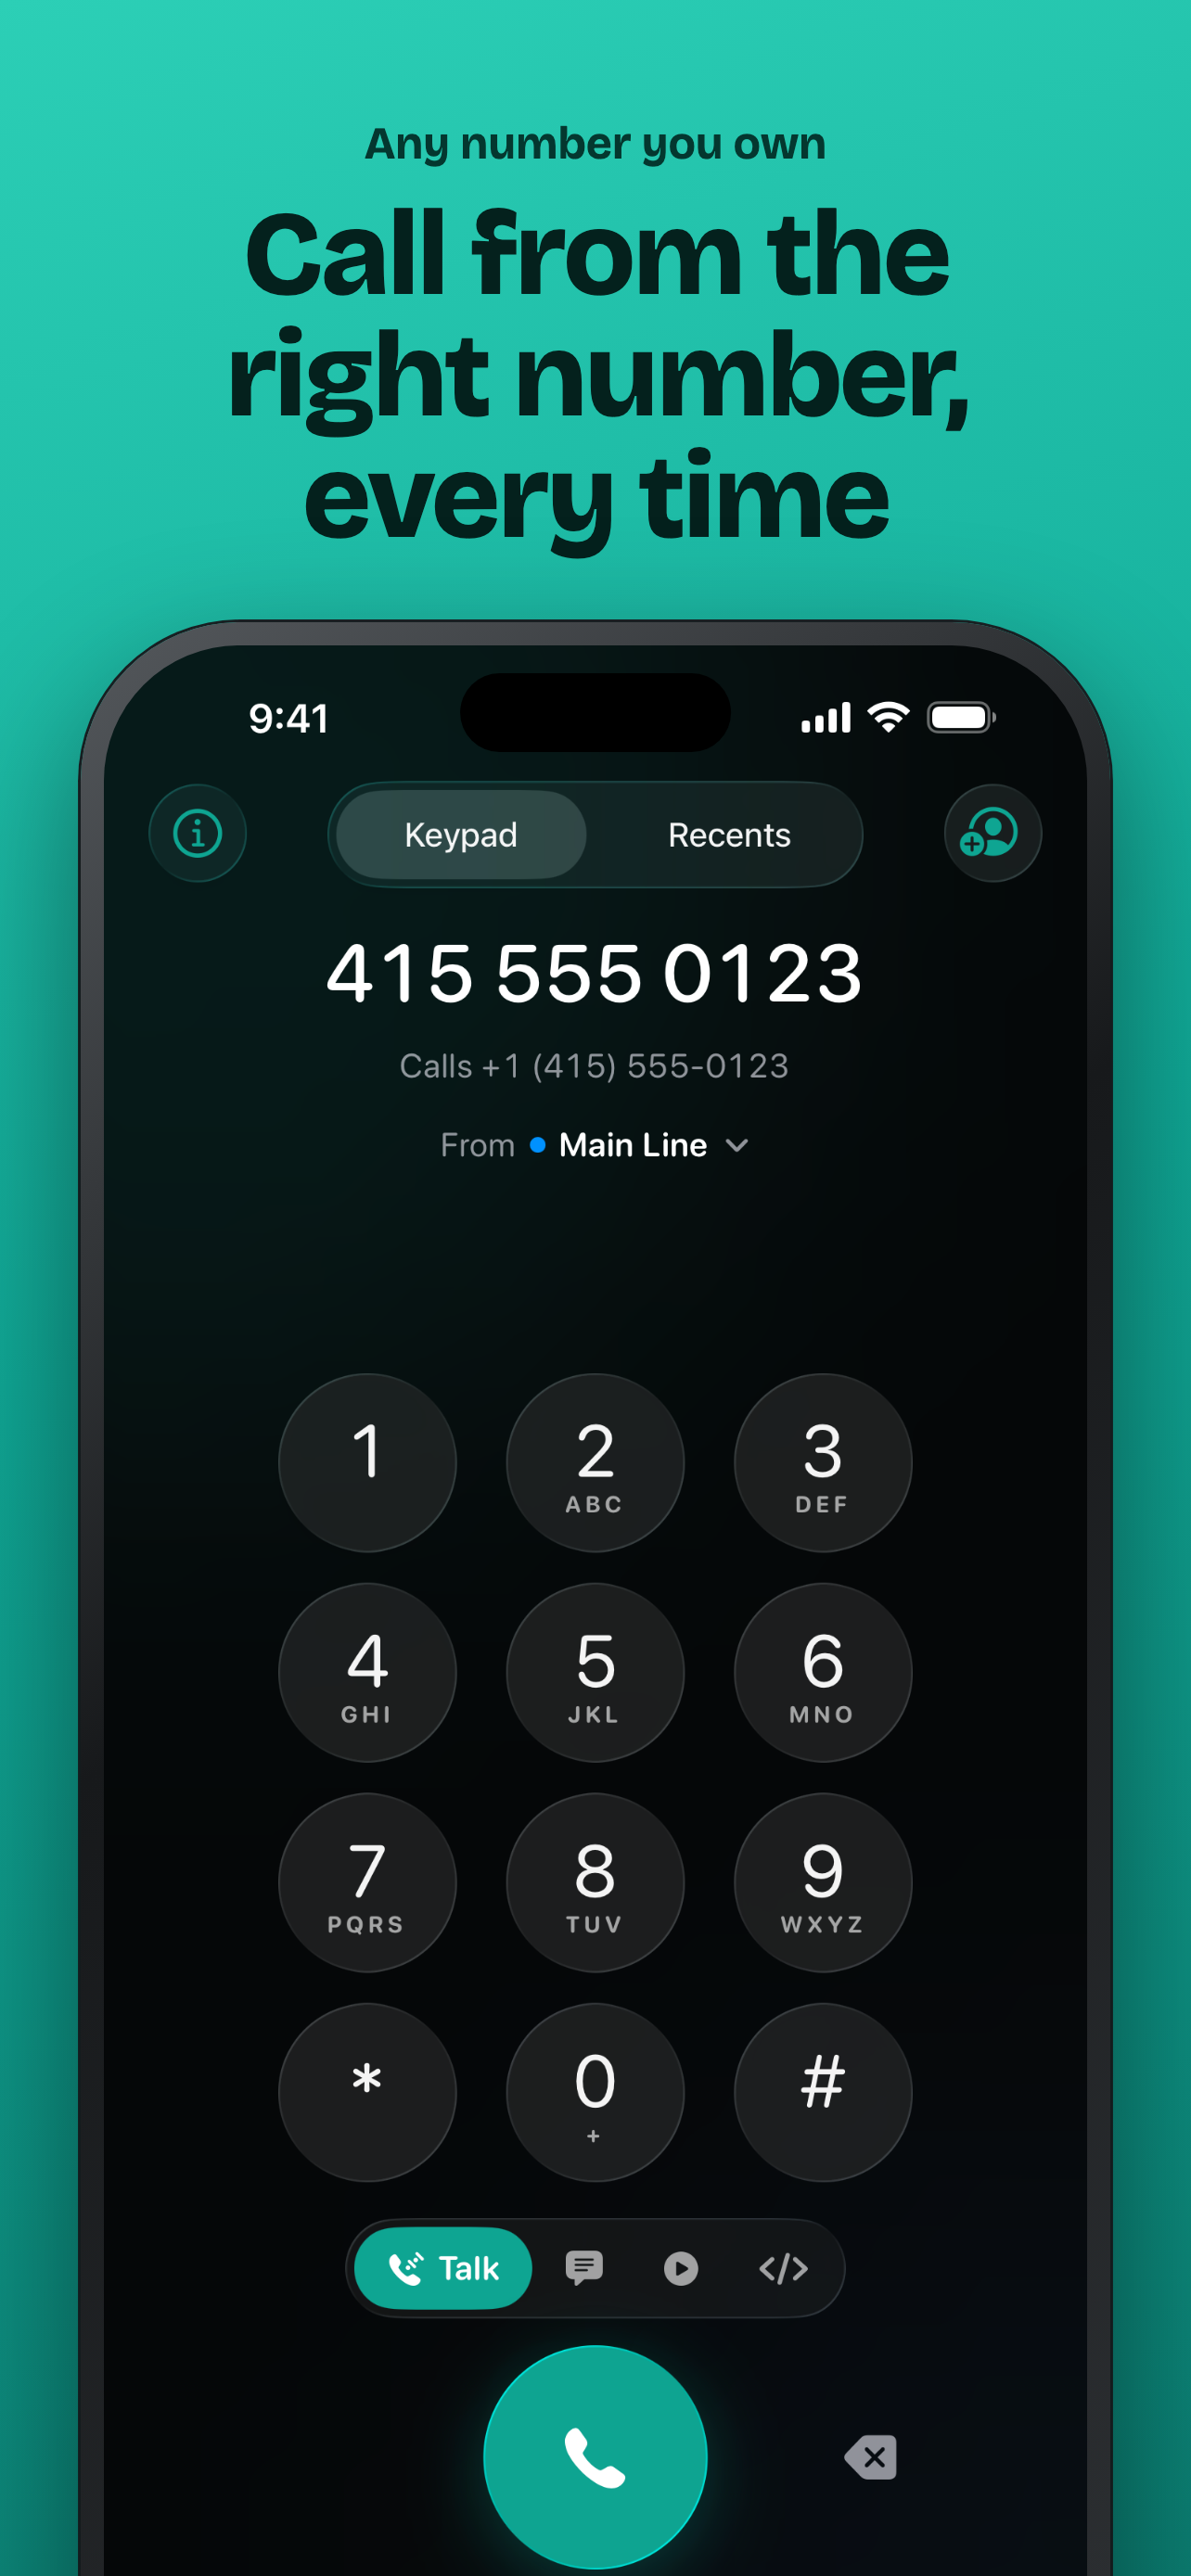 Any number you own
Call from the
right number,
every time
9:41
Keypad
Recents
415 555 0123
Calls +1 (415) 555-0123
From Main Line
1
2
3
ABC
DEF
4
5
6
GHI
JKL
MNO
7
8
9
PQRS
TUV
WXYZ
*
0
#
+
Talk